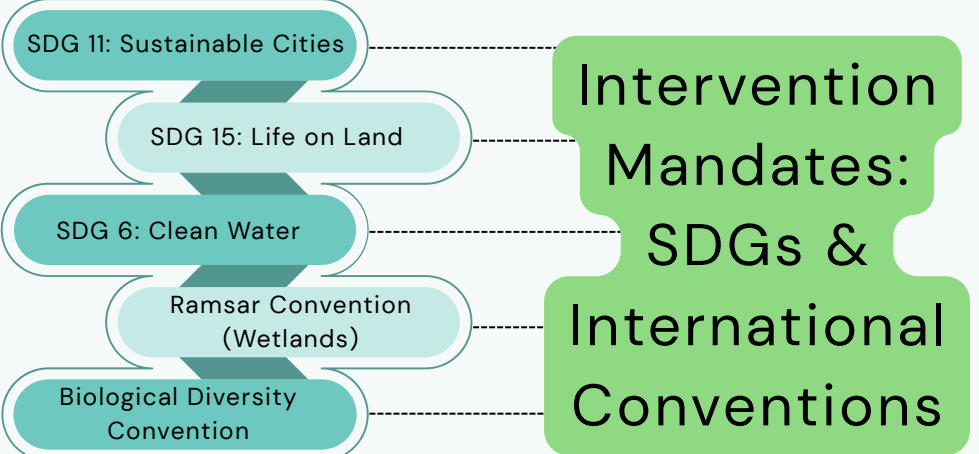 SDG 11: Sustainable Cities
SDG 15: Life on Land
SDG 6: Clean Water
Ramsar Convention
(Wetlands)
Biological Diversity
Convention
Intervention
Mandates:
SDGs &
International
Conventions